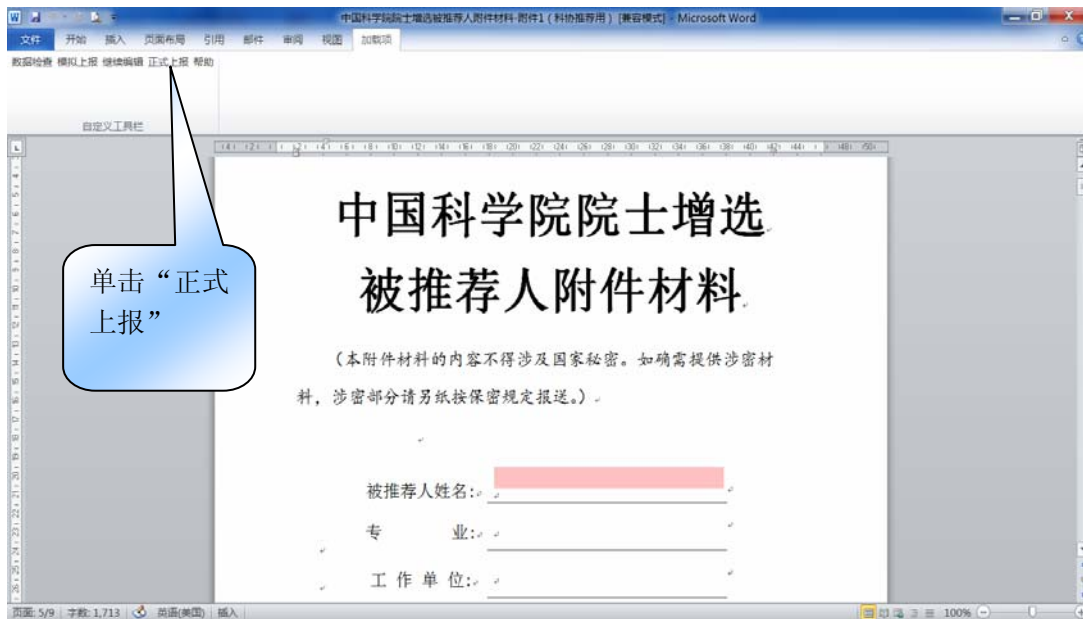 中国科学院院士增选被推荐人附件材料-附件1（科协推荐用）[兼容模式] - Microsoft Word
文件 开始 插入 页面布局 引用 邮件 审阅 视图 加载项
数据检查 模拟上报 继续编辑 正式上报 帮助
自定义工具栏
中国科学院院士增选
被推荐人附件材料
单击“正式
上报”
（本附件材料的内容不得涉及国家秘密。如确需提供涉密材
料，涉密部分请另纸按保密规定报送。）
被推荐人姓名:
专 业:
工 作 单 位:
页面: 5/9 字数: 1,713 英语(美国) 插入 100%